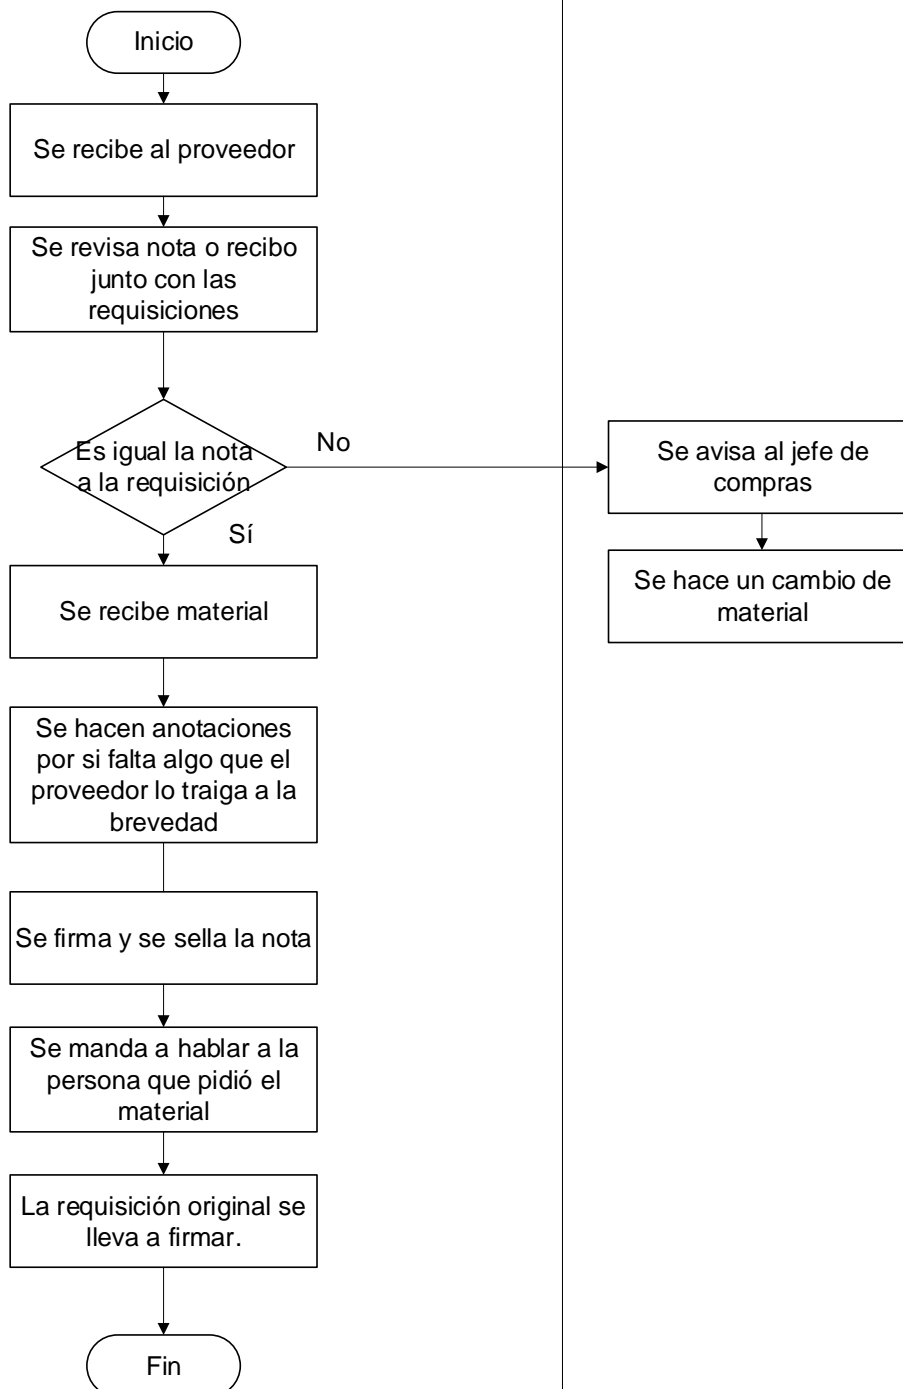 Inicio
Se recibe al proveedor
Se revisa nota o recibo
junto con las
requisiciones
Es igual la nota
a la requisición
No
Sí
Se avisa al jefe de
compras
Se hace un cambio de
material
Se recibe material
Se hacen anotaciones
por si falta algo que el
proveedor lo traiga a la
brevedad
Se firma y se sella la nota
Se manda a hablar a la
persona que pidió el
material
La requisición original se
lleva a firmar.
Fin